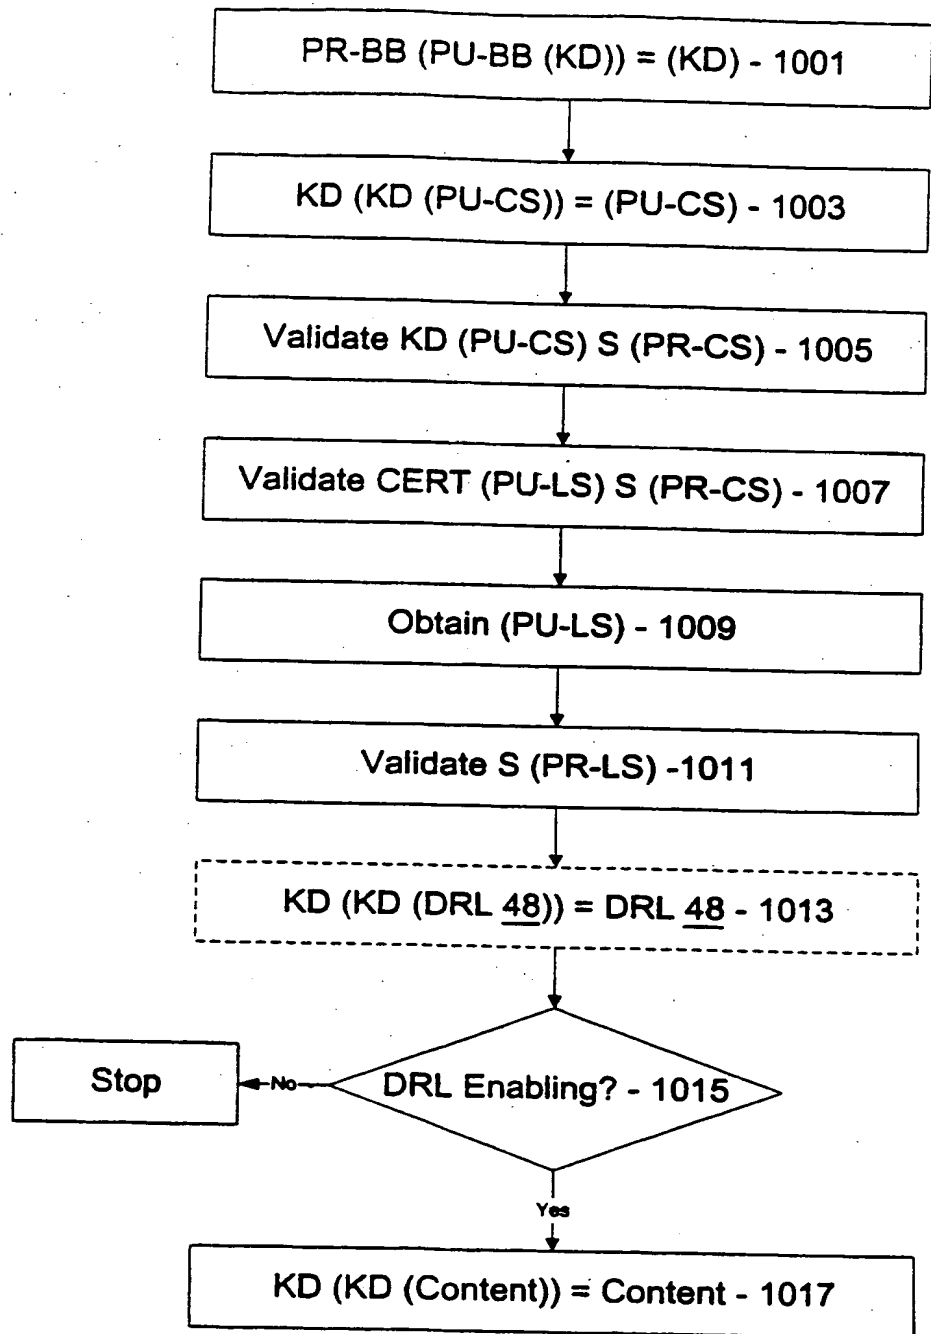 PR-BB (PU-BB (KD)) = (KD) - 1001
KD (KD (PU-CS)) = (PU-CS) - 1003
Validate KD (PU-CS) S (PR-CS) - 1005
Validate CERT (PU-LS) S (PR-CS) - 1007
Obtain (PU-LS) - 1009
Validate S (PR-LS) -1011
KD (KD (DRL 48)) = DRL 48 - 1013
Stop
No
DRL Enabling? - 1015
Yes
KD (KD (Content)) = Content - 1017